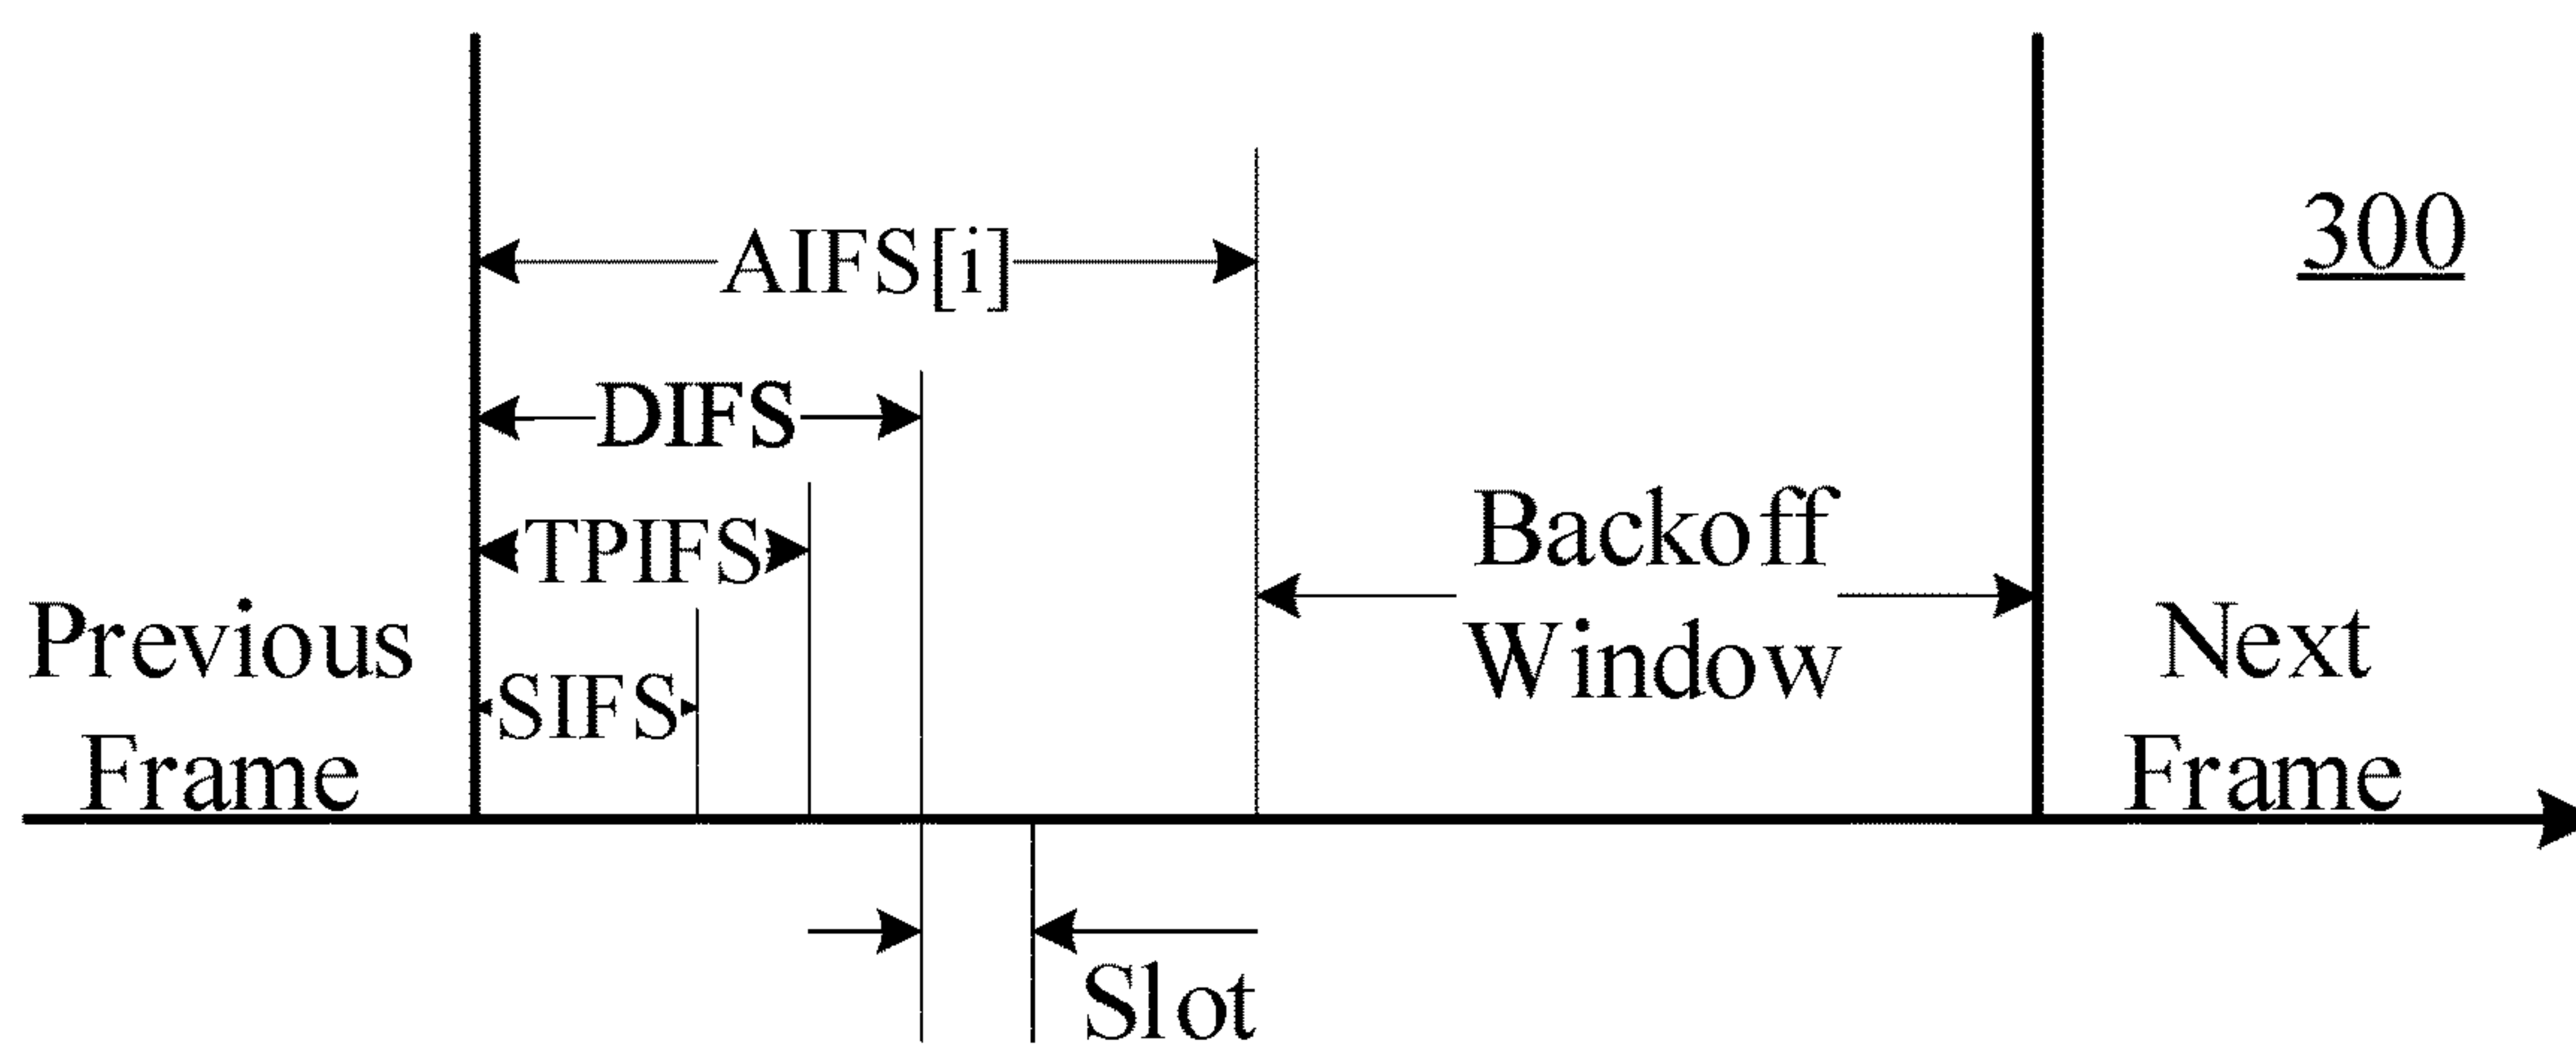 300
AIFS[i]
DIFS
TPIFS
SIFS
Previous
Frame
Backoff
Window
Next
Frame
Slot